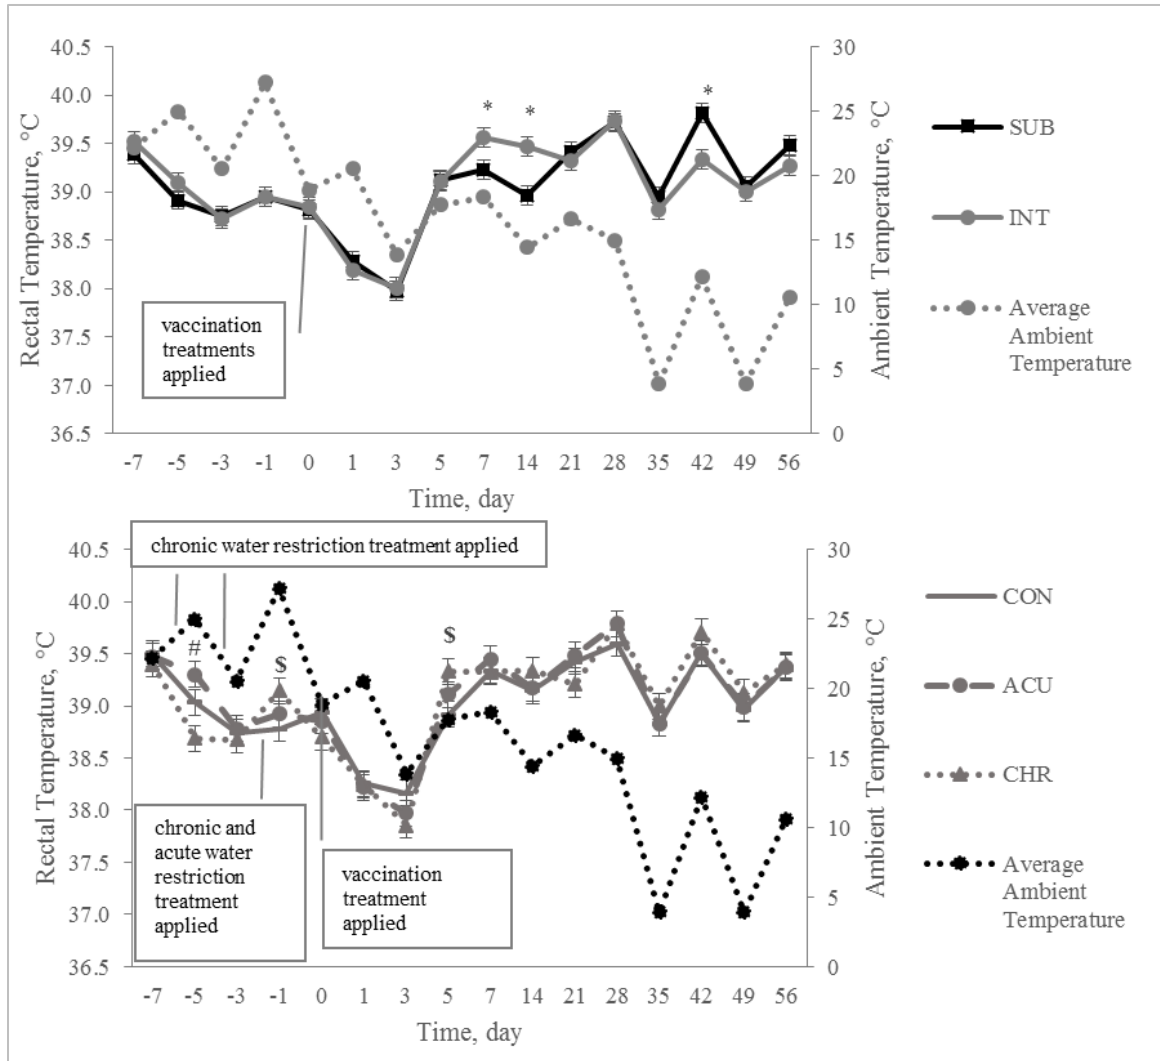 40.5
40.0
39.5
39.0
38.5
38.0
37.5
37.0
36.5
Rectal Temperature, °C
30
25
20
15
10
5
0
Ambient Temperature, °C
* * *
vaccination
treatments
applied
-7 -5 -3 -1 0 1 3 5 7 14 21 28 35 42 49 56
Time, day
SUB
INT
Average
Ambient
Temperature
chronic water restriction treatment applied
40.5
40.0
39.5
39.0
38.5
38.0
37.5
37.0
36.5
Rectal Temperature, °C
30
25
20
15
10
5
0
Ambient Temperature, °C
# $ $
chronic and
acute water
restriction
treatment
applied
vaccination
treatment
applied
-7 -5 -3 -1 0 1 3 5 7 14 21 28 35 42 49 56
Time, day
CON
ACU
CHR
Average
Ambient
Temperature